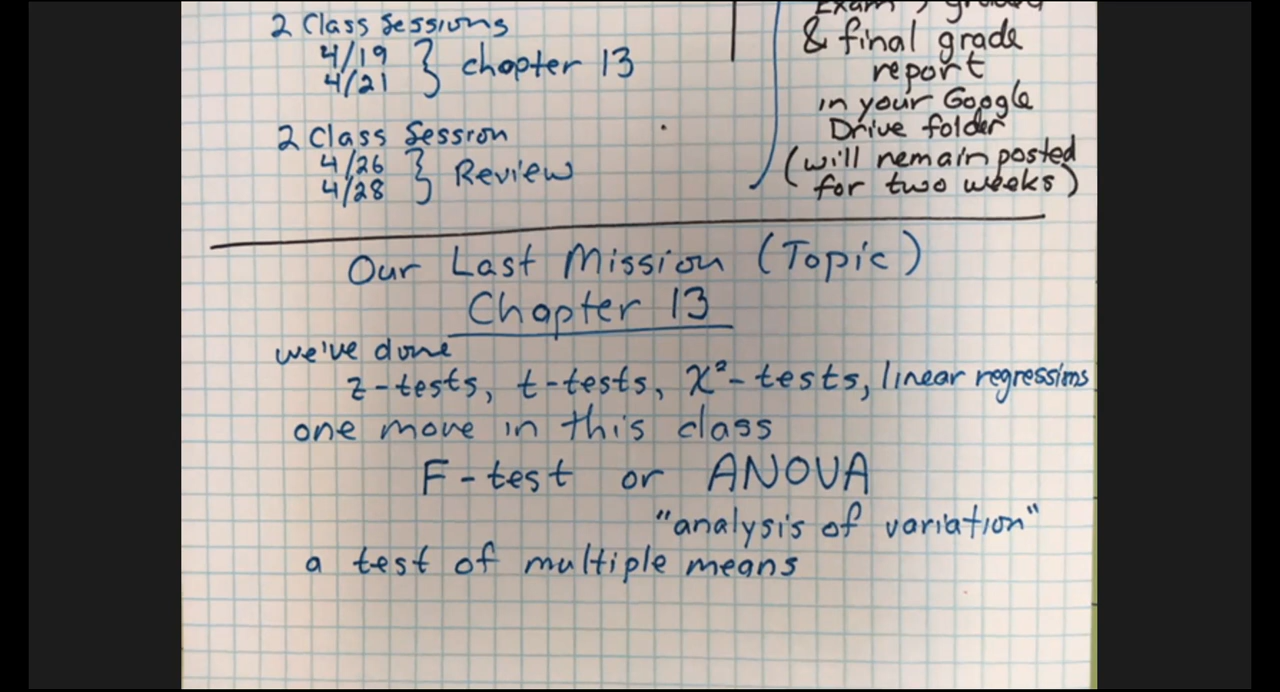 2 Class Sessions
4/19 } chapter 13
4/21
2 Class Session
4/26 } Review
4/28
Exam, graded
& final grade
report
in your Google
Drive folder
(will remain posted
for two weeks)
Our Last Mission (Topic)
Chapter 13
we've done
z-tests, t-tests, χ²-tests, linear regressions
one more in this class
F-test or ANOVA
"analysis of variation"
a test of multiple means